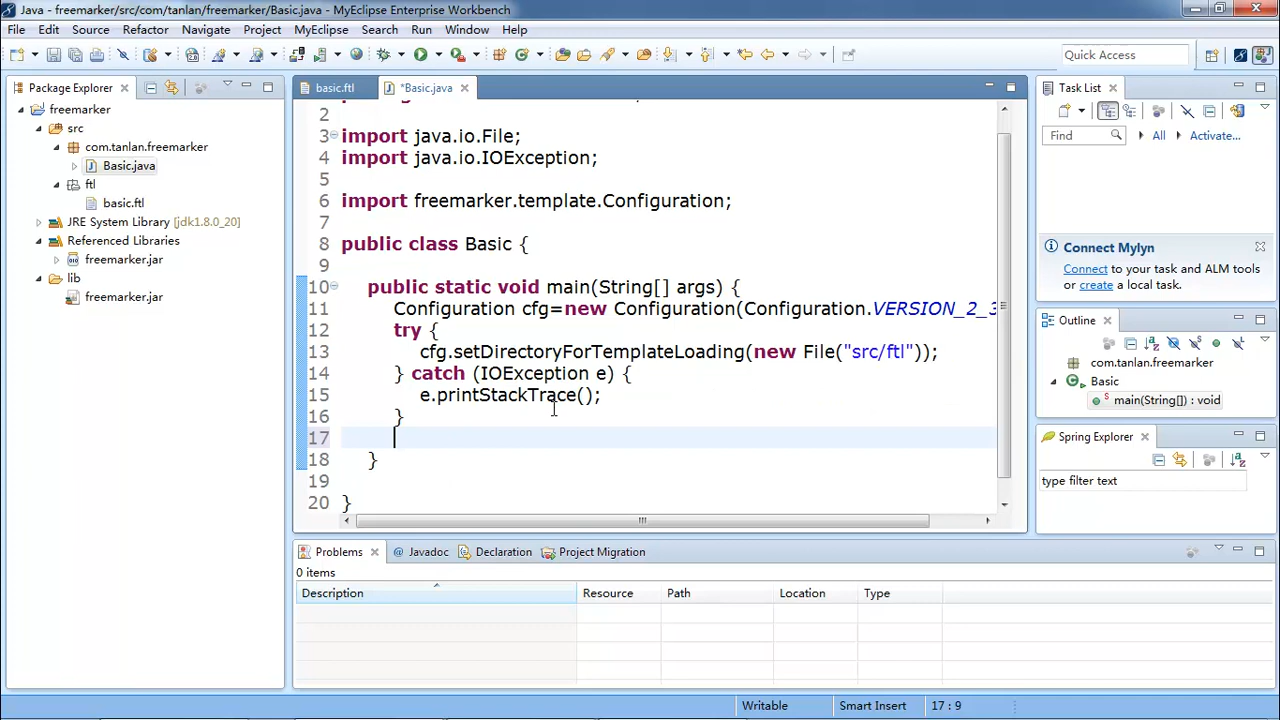 Java - freemarker/src/com/tanlan/freemarker/Basic.java - MyEclipse Enterprise Workbench
File Edit Source Refactor Navigate Project MyEclipse Search Run Window Help
Quick Access
Package Explorer
freemarker
src
com.tanlan.freemarker
Basic.java
ftl
basic.ftl
JRE System Library [jdk1.8.0_20]
Referenced Libraries
freemarker.jar
lib
freemarker.jar
basic.ftl *Basic.java
2
3 import java.io.File;
4 import java.io.IOException;
5
6 import freemarker.template.Configuration;
7
8 public class Basic {
9
10 public static void main(String[] args) {
11 Configuration cfg=new Configuration(Configuration.VERSION_2_3
12 try {
13 cfg.setDirectoryForTemplateLoading(new File("src/ftl"));
14 } catch (IOException e) {
15 e.printStackTrace();
16 }
17
18 }
19
20 }
Task List
Find All Activate...
Connect Mylyn
Connect to your task and ALM tools
or create a local task.
Outline
com.tanlan.freemarker
Basic
main(String[]) : void
Spring Explorer
type filter text
Problems @ Javadoc Declaration Project Migration
0 items
Description Resource Path Location Type
Writable Smart Insert 17 : 9